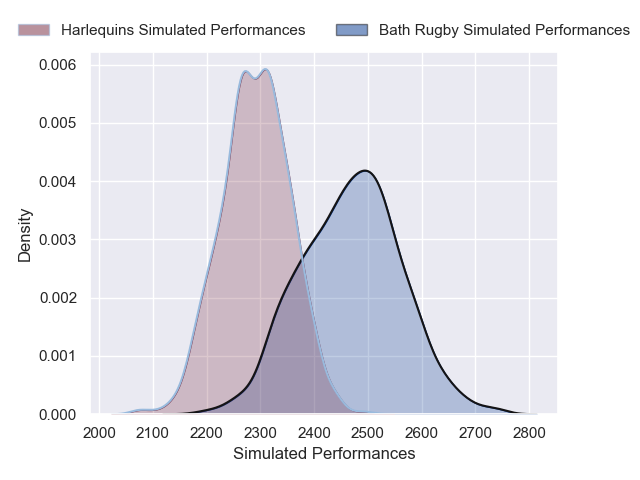 Harlequins Simulated Performances Bath Rugby Simulated Performances
0.006
0.005
0.004
0.003
0.002
0.001
0.000
Density
2000 2100 2200 2300 2400 2500 2600 2700 2800
Simulated Performances